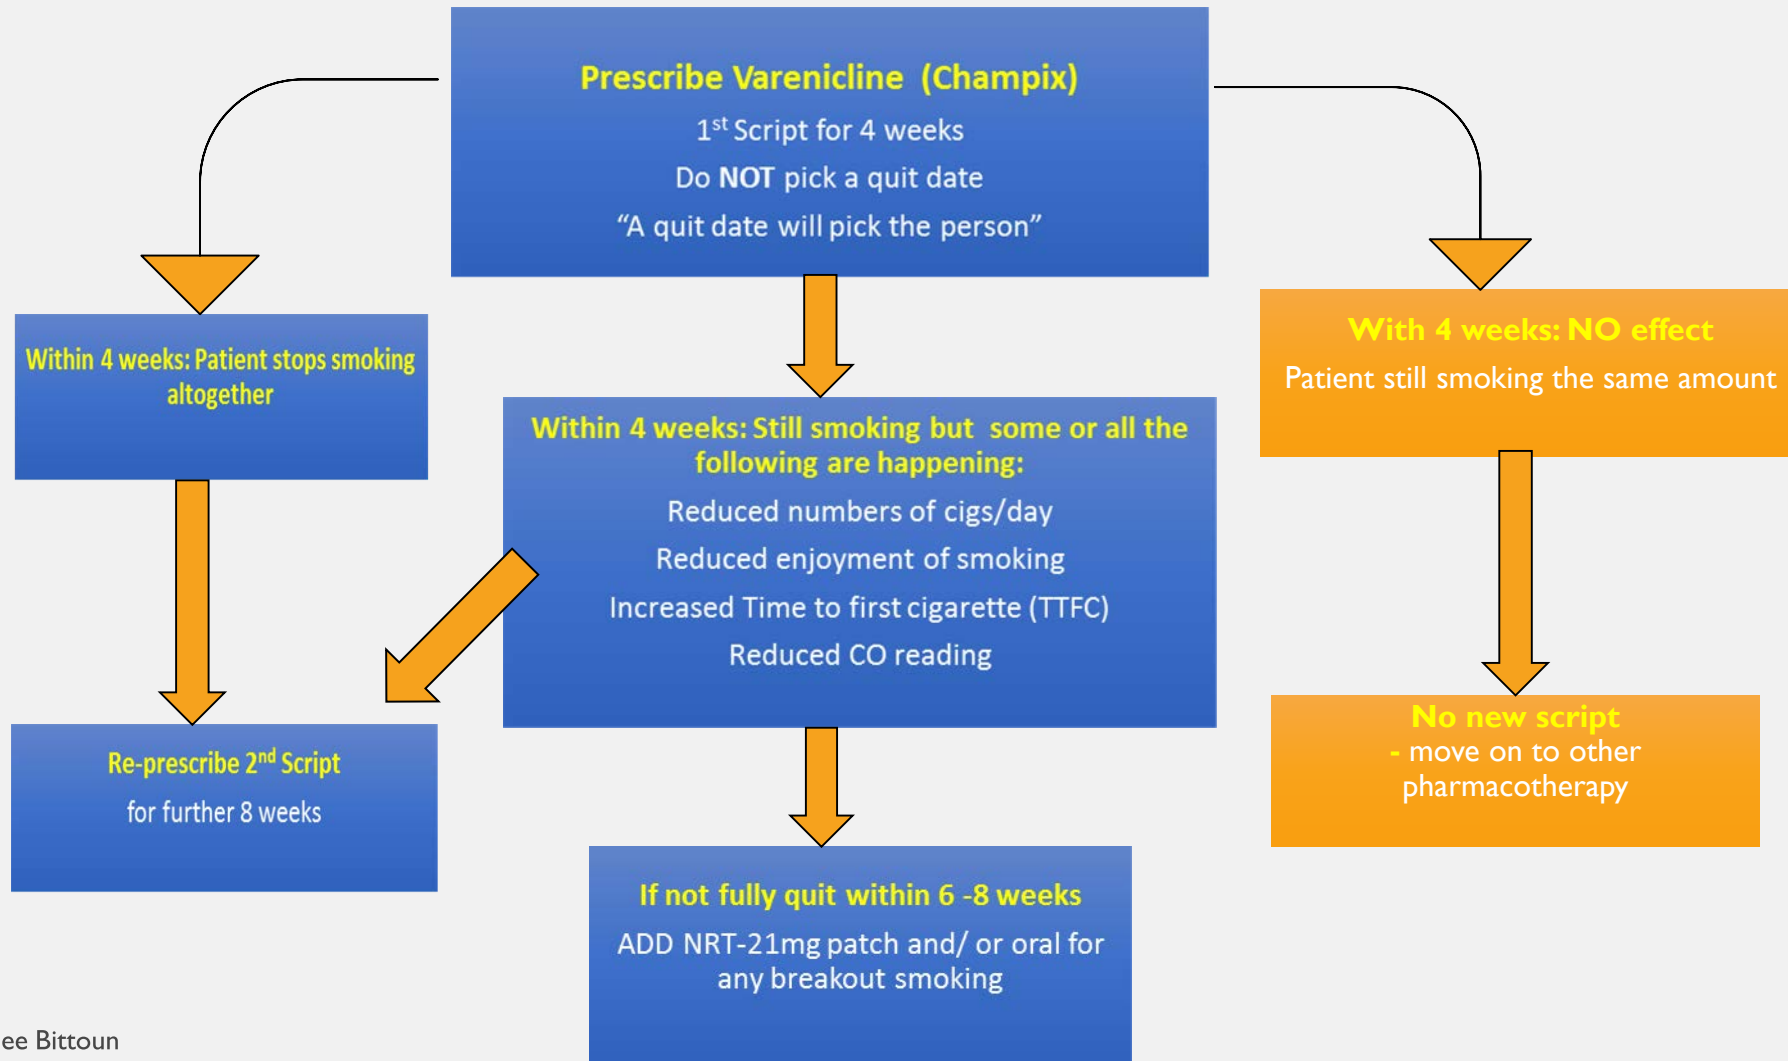 Prescribe Varenicline (Champix)
1st Script for 4 weeks
Do NOT pick a quit date
“A quit date will pick the person”
Within 4 weeks: Patient stops smoking
altogether
Within 4 weeks: Still smoking but some or all the
following are happening:
Reduced numbers of cigs/day
Reduced enjoyment of smoking
Increased Time to first cigarette (TTFC)
Reduced CO reading
With 4 weeks: NO effect
Patient still smoking the same amount
Re-prescribe 2nd Script
for further 8 weeks
If not fully quit within 6 -8 weeks
ADD NRT-21mg patch and/ or oral for
any breakout smoking
No new script
- move on to other
pharmacotherapy
ee Bittoun